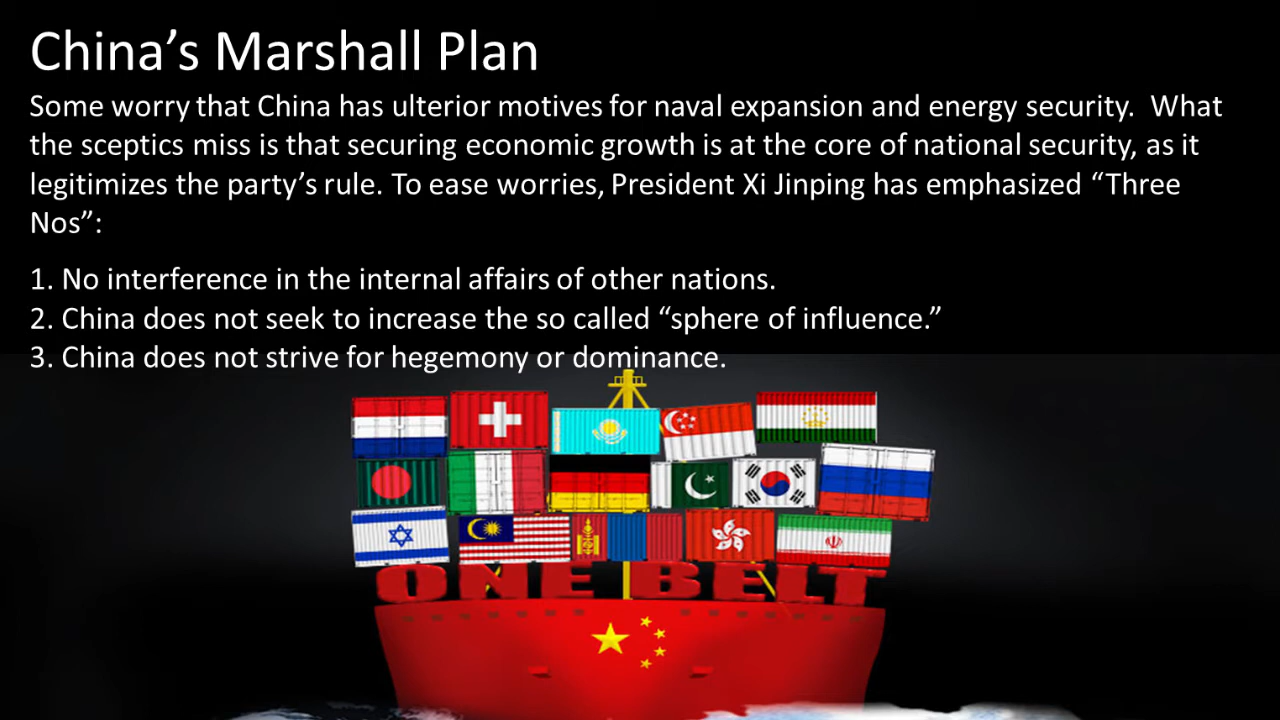 China’s Marshall Plan
Some worry that China has ulterior motives for naval expansion and energy security.  What
the sceptics miss is that securing economic growth is at the core of national security, as it
legitimizes the party’s rule. To ease worries, President Xi Jinping has emphasized “Three
Nos”:
1. No interference in the internal affairs of other nations.
2. China does not seek to increase the so called “sphere of influence.”
3. China does not strive for hegemony or dominance.
ONE BELT